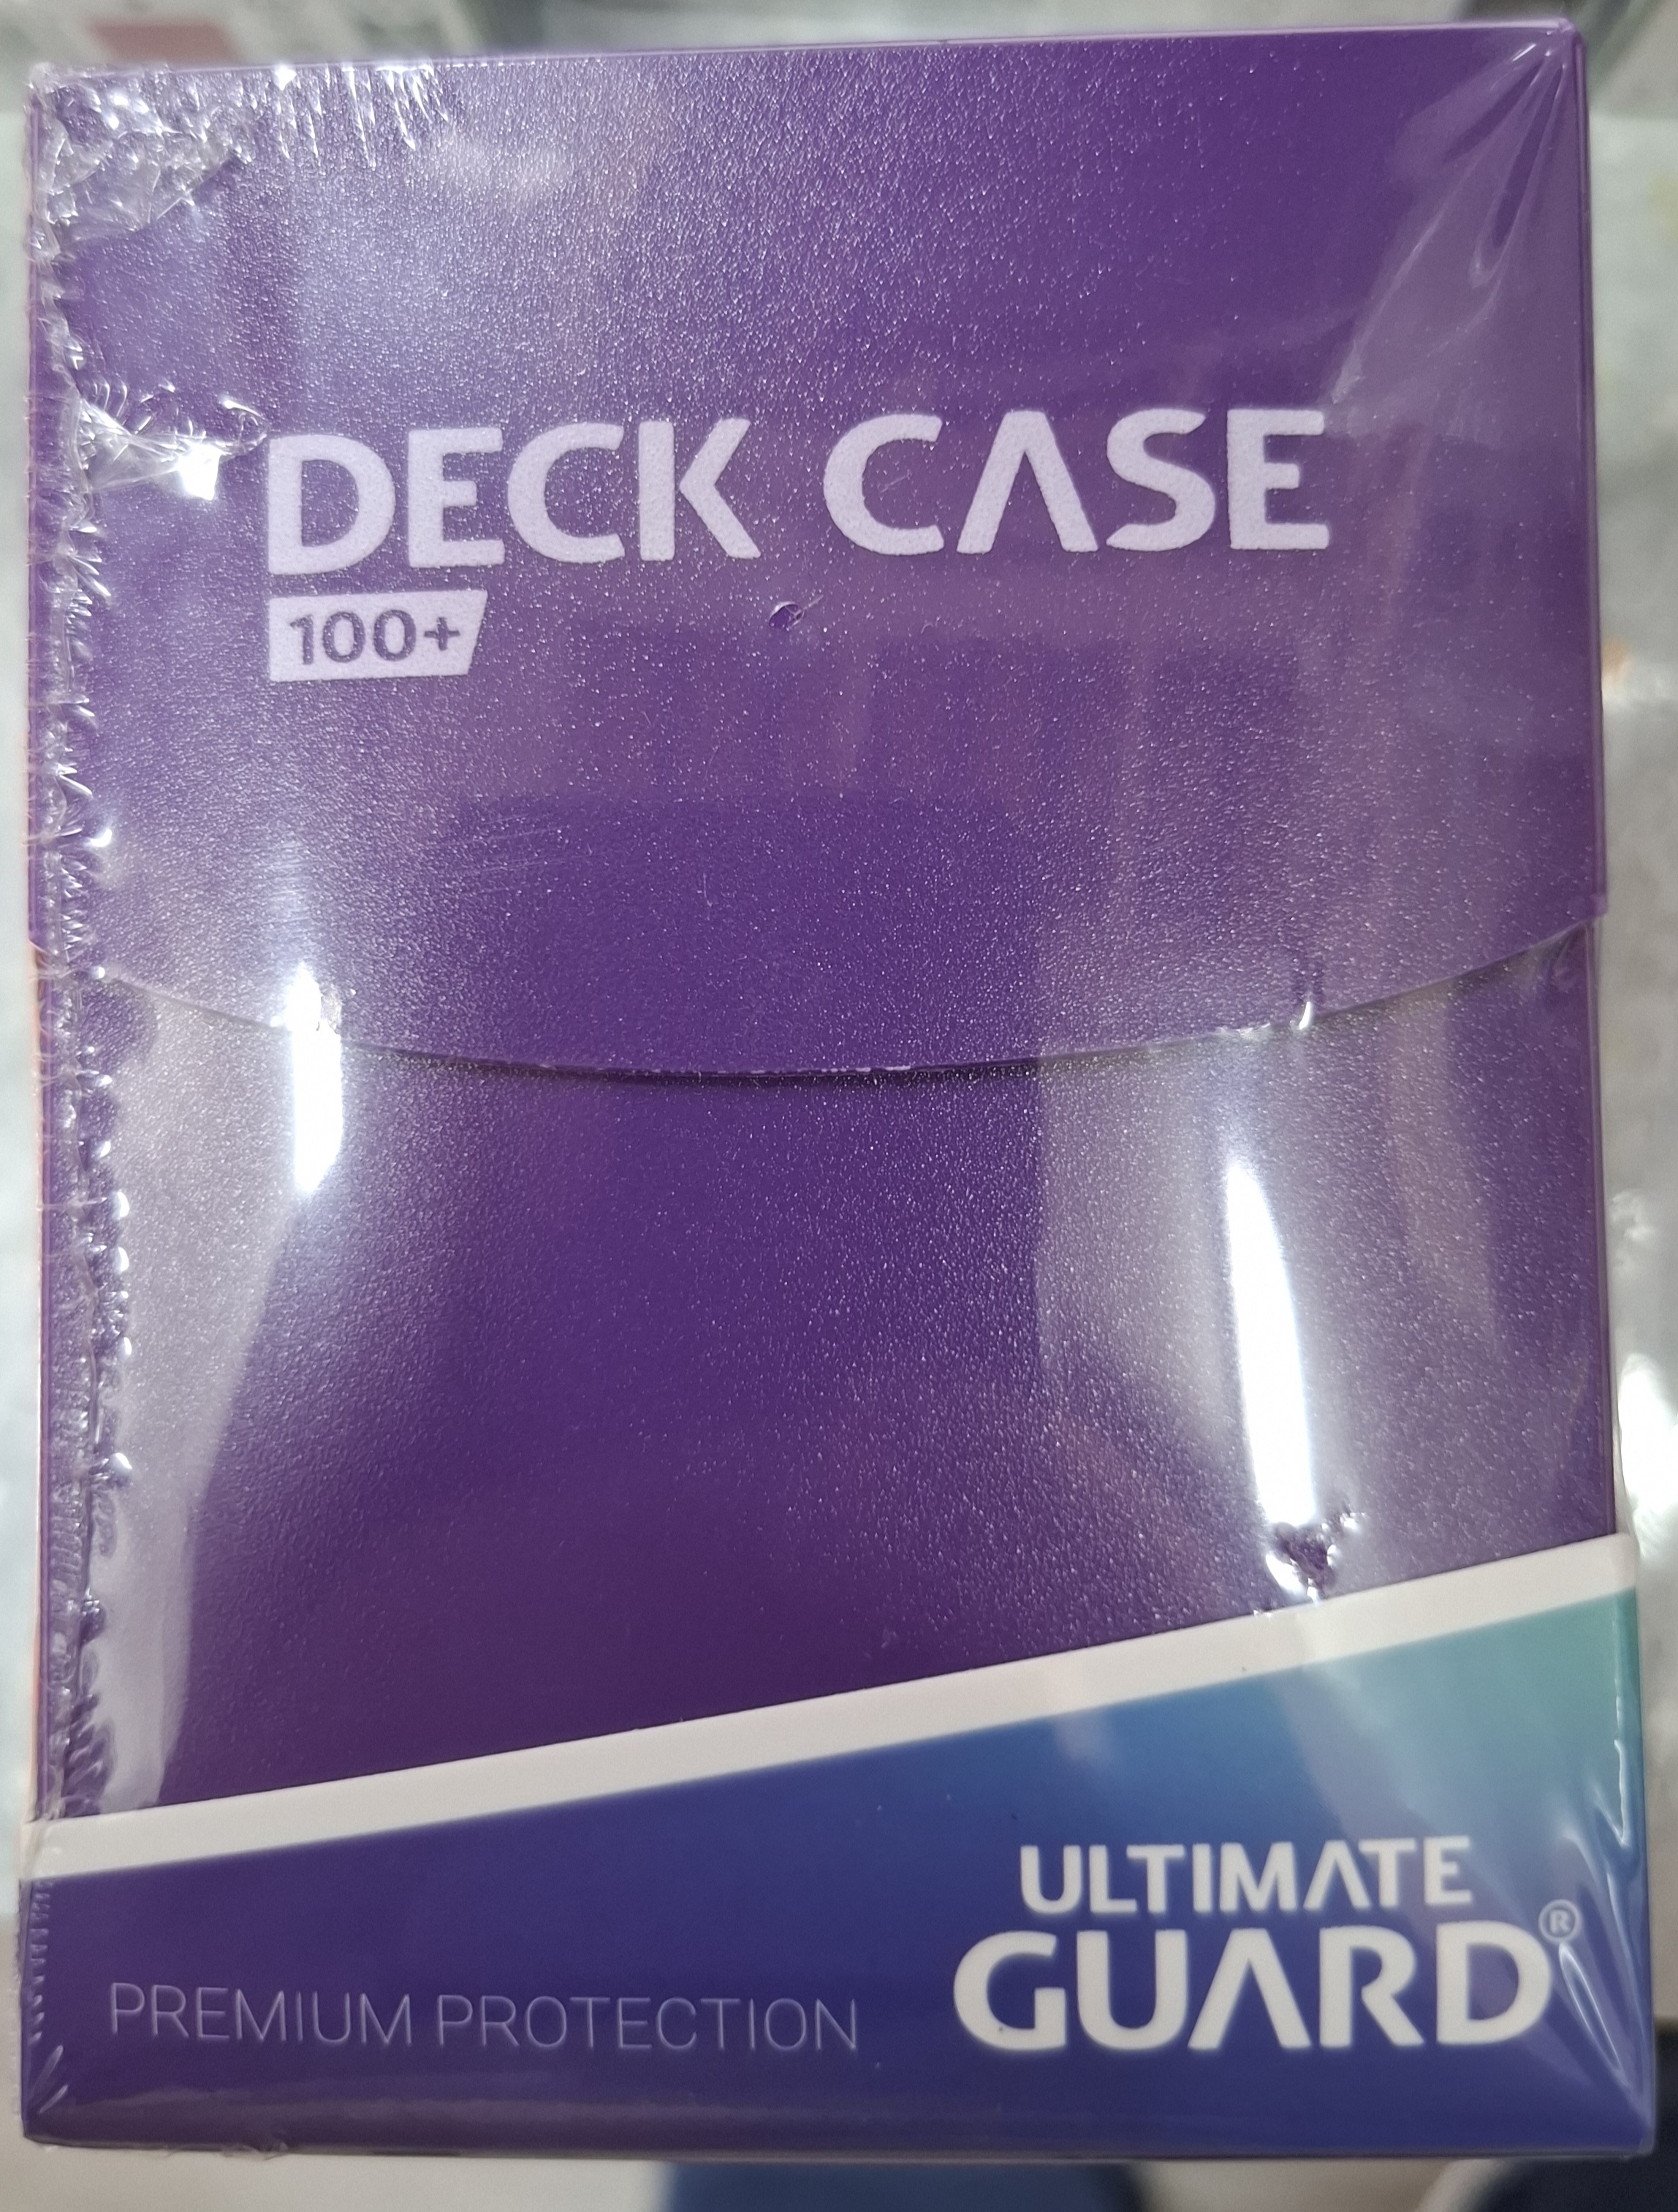 DECK CASE
100+
ULTIMATE
GUARD®
PREMIUM PROTECTION